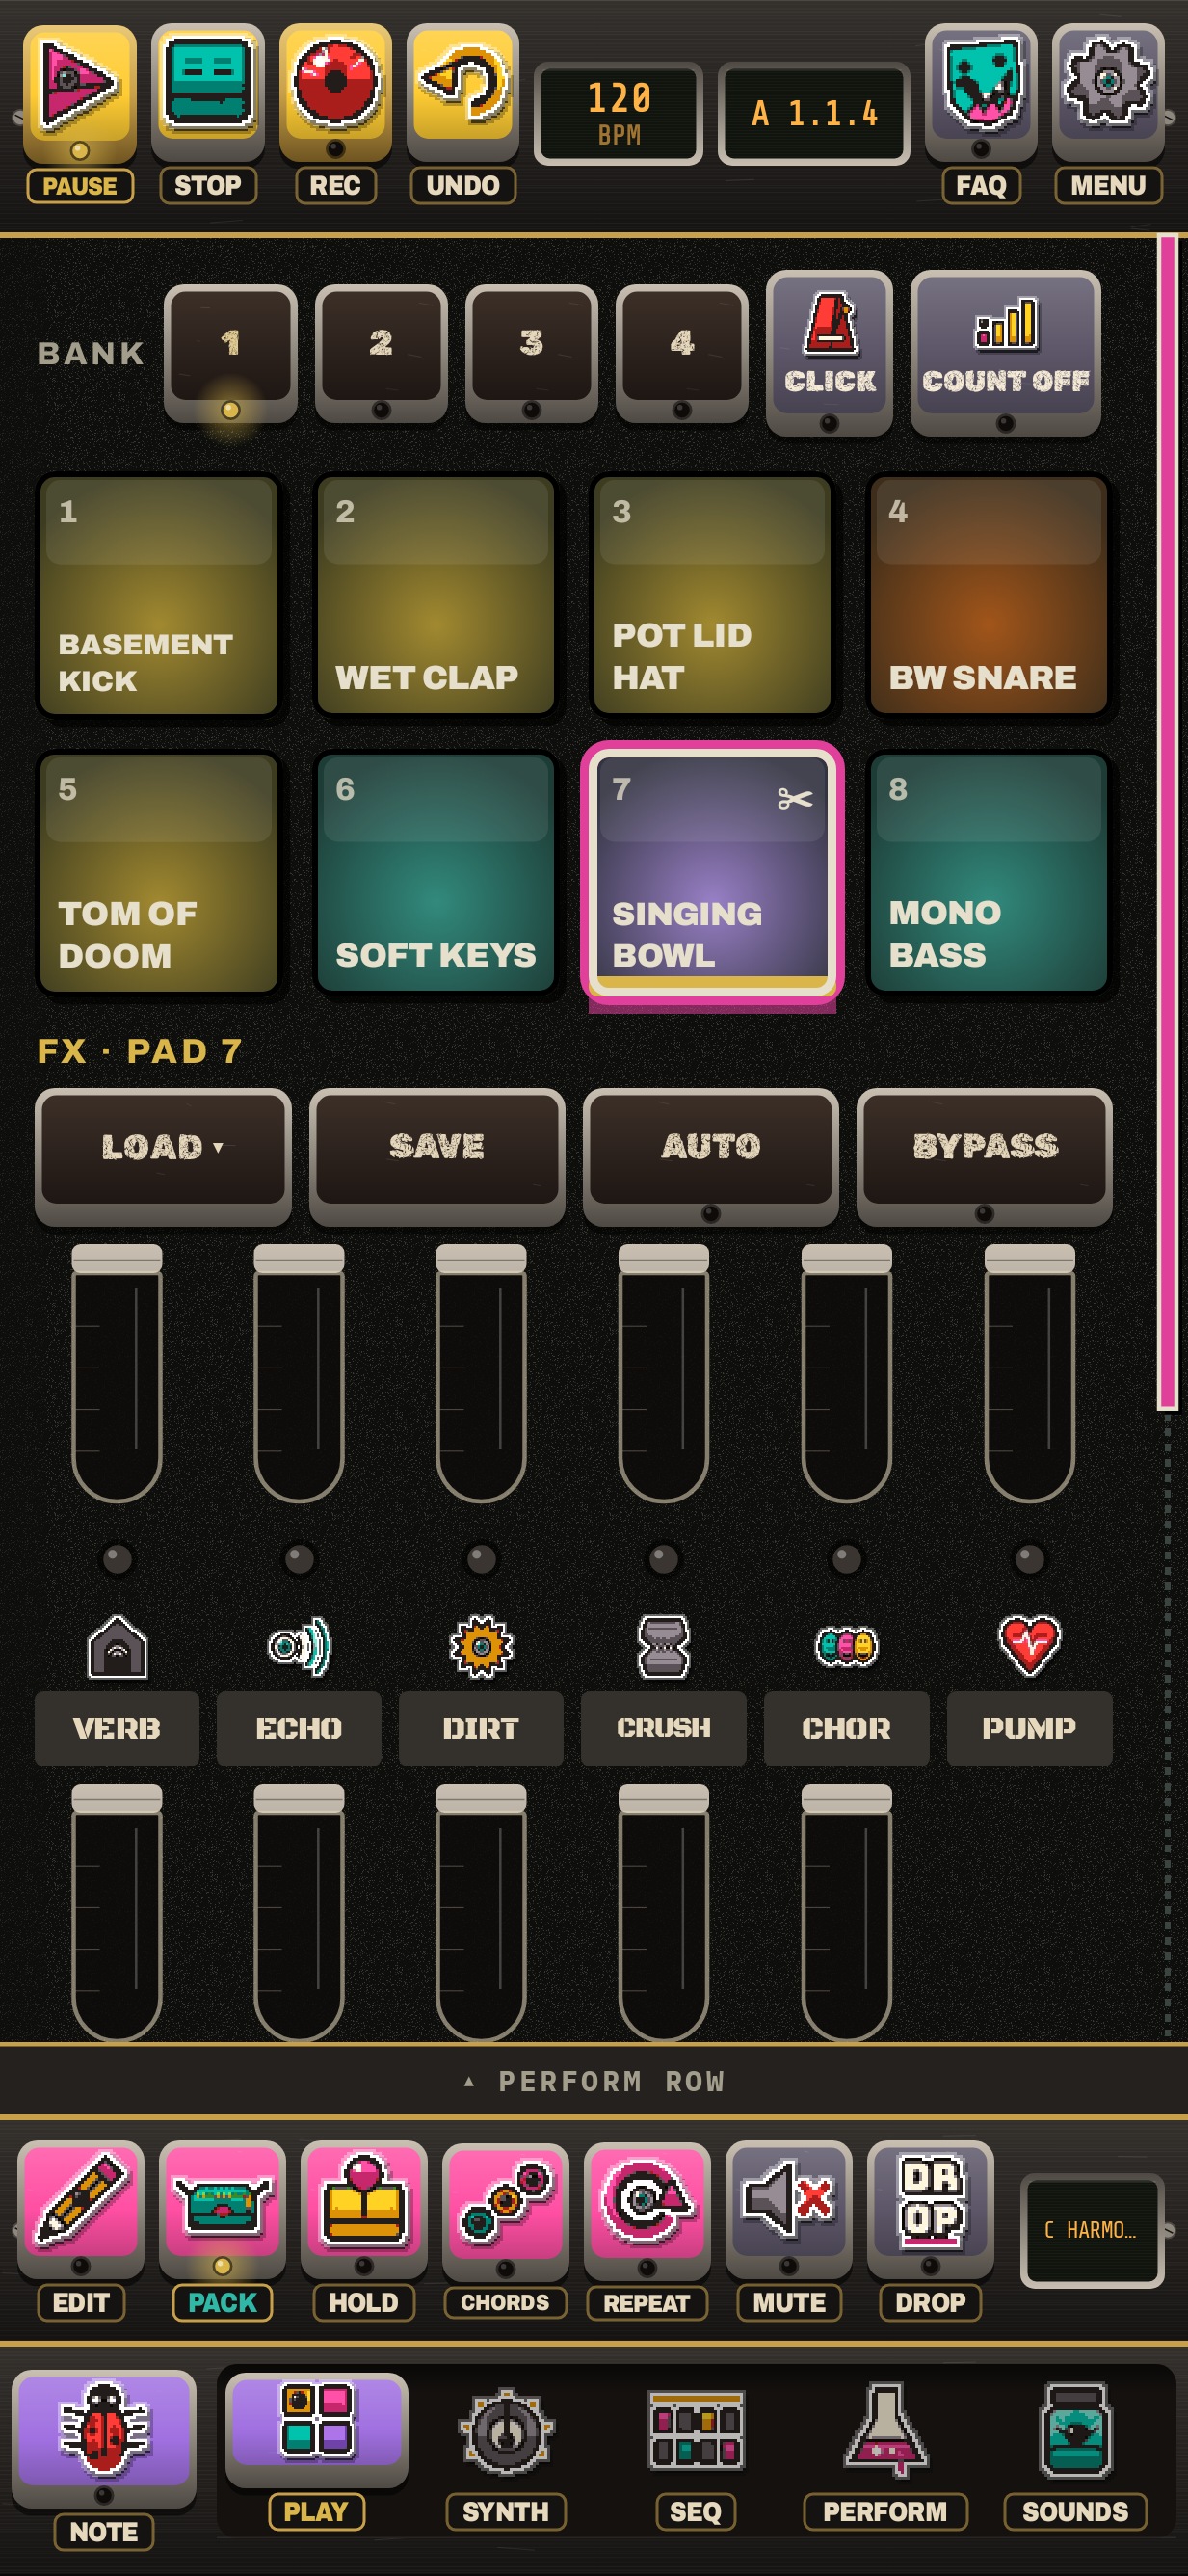 120
BPM
A 1.1.4
PAUSE
STOP
REC
UNDO
FAQ
MENU
BANK
1
2
3
4
CLICK
COUNT OFF
1
BASEMENT
KICK
2
WET CLAP
3
POT LID
HAT
4
BW SNARE
5
TOM OF
DOOM
6
SOFT KEYS
7
SINGING
BOWL
8
MONO
BASS
FX · PAD 7
LOAD ▾
SAVE
AUTO
BYPASS
VERB
ECHO
DIRT
CRUSH
CHOR
PUMP
▴ PERFORM ROW
DR
OP
C HARMO…
EDIT
PACK
HOLD
CHORDS
REPEAT
MUTE
DROP
NOTE
PLAY
SYNTH
SEQ
PERFORM
SOUNDS